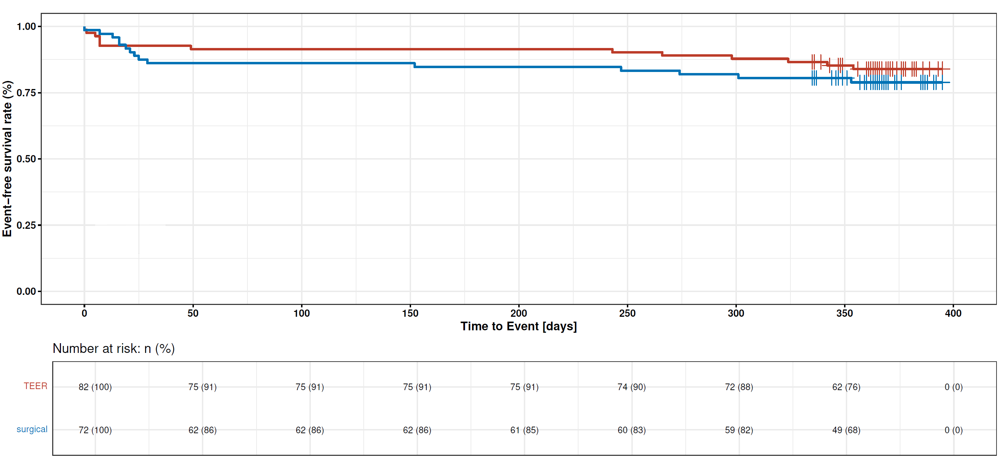 Event−free survival rate (%)
1.00
0.75
0.50
0.25
0.00
0 50 100 150 200 250 300 350 400
Time to Event [days]
Number at risk: n (%)
TEER 82 (100) 75 (91) 75 (91) 75 (91) 75 (91) 74 (90) 72 (88) 62 (76) 0 (0)
surgical 72 (100) 62 (86) 62 (86) 62 (86) 61 (85) 60 (83) 59 (82) 49 (68) 0 (0)